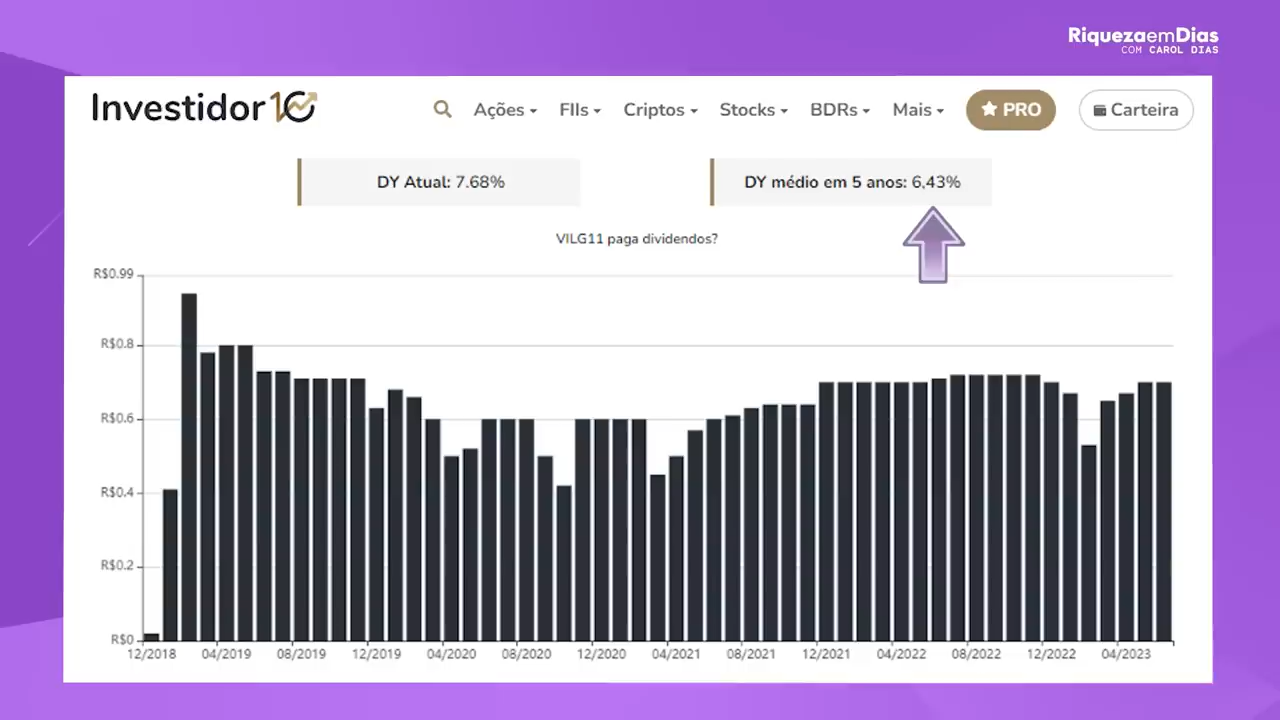 RiquezaemDias
COM CAROL DIAS
Investidor10
Ações
FIIs
Criptos
Stocks
BDRs
Mais
PRO
Carteira
DY Atual: 7.68%
DY médio em 5 anos: 6,43%
VILG11 paga dividendos?
R$0.99
R$0.8
R$0.6
R$0.4
R$0.2
R$0
12/2018
04/2019
08/2019
12/2019
04/2020
08/2020
12/2020
04/2021
08/2021
12/2021
04/2022
08/2022
12/2022
04/2023